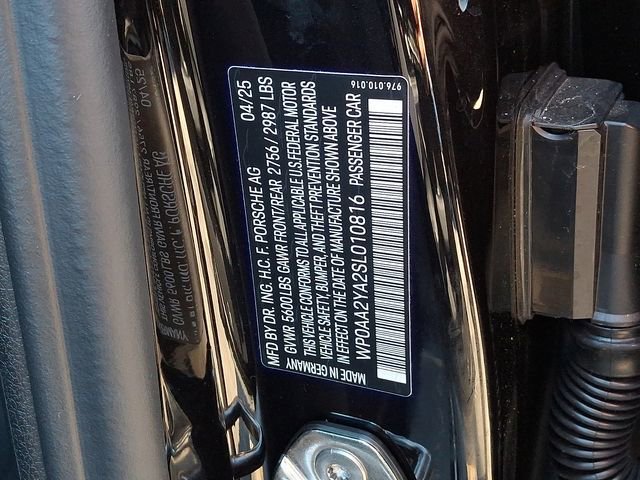 MFD BY DR. ING. H.C. F. PORSCHE AG 04/25
GVWR 5600 LBS GAWR FRONT/REAR 2756 / 2987 LBS
THIS VEHICLE CONFORMS TO ALL APPLICABLE U.S.FEDERAL MOTOR
VEHICLE SAFETY, BUMPER, AND THEFT PREVENTION STANDARDS
IN EFFECT ON THE DATE OF MANUFACTURE SHOWN ABOVE
WP0AA2YA2SL010816 PASSENGER CAR
MADE IN GERMANY
976.010.016